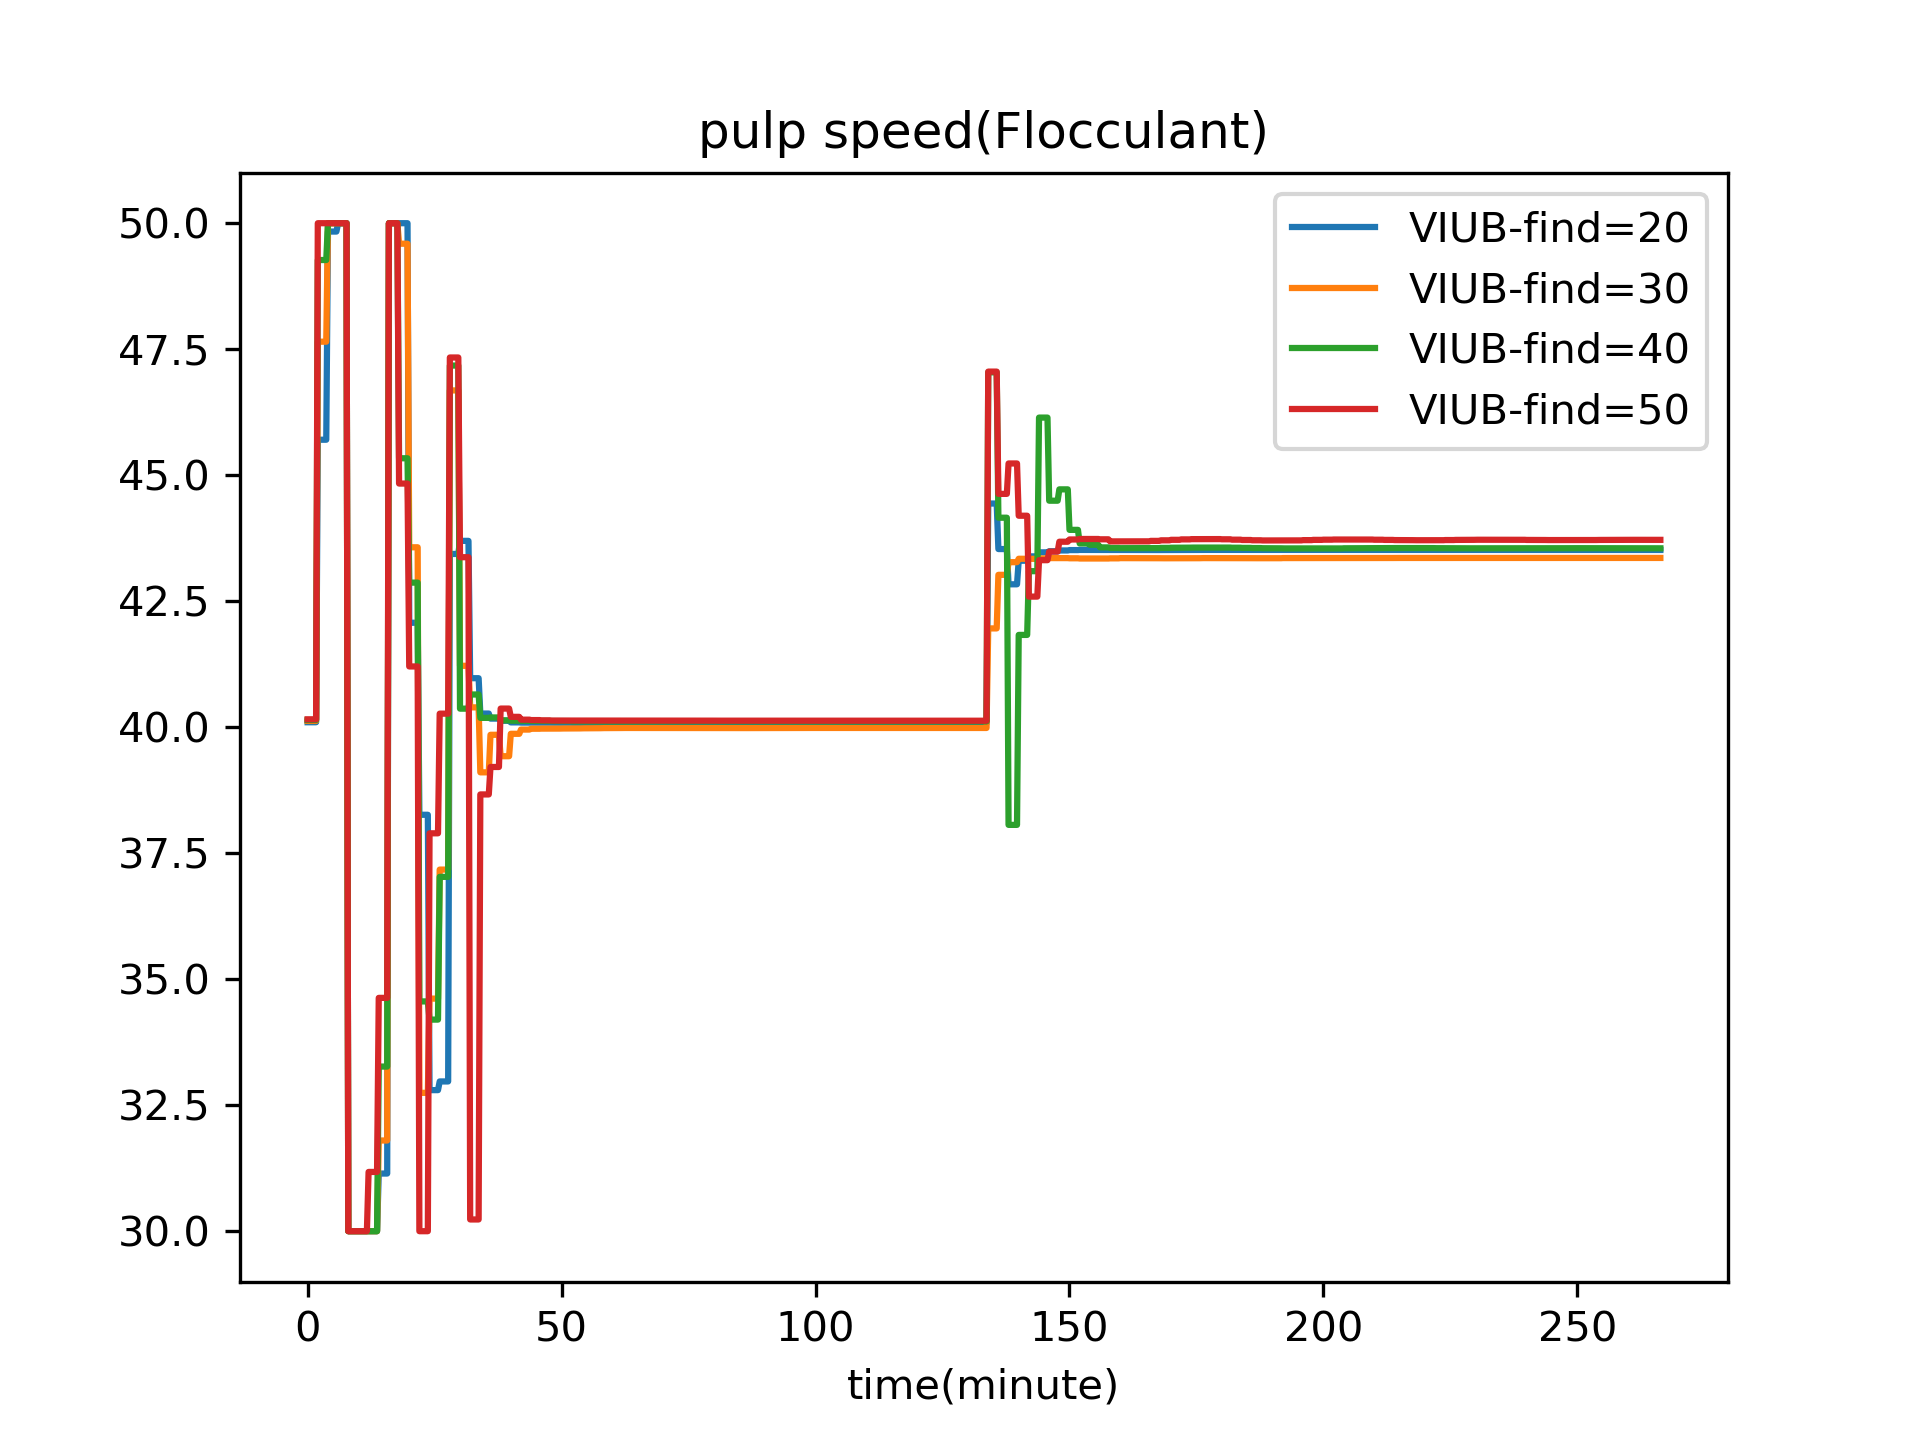 pulp speed(Flocculant)
50.0
47.5
45.0
42.5
40.0
37.5
35.0
32.5
30.0
VIUB-find=20
VIUB-find=30
VIUB-find=40
VIUB-find=50
0 50 100 150 200 250
time(minute)